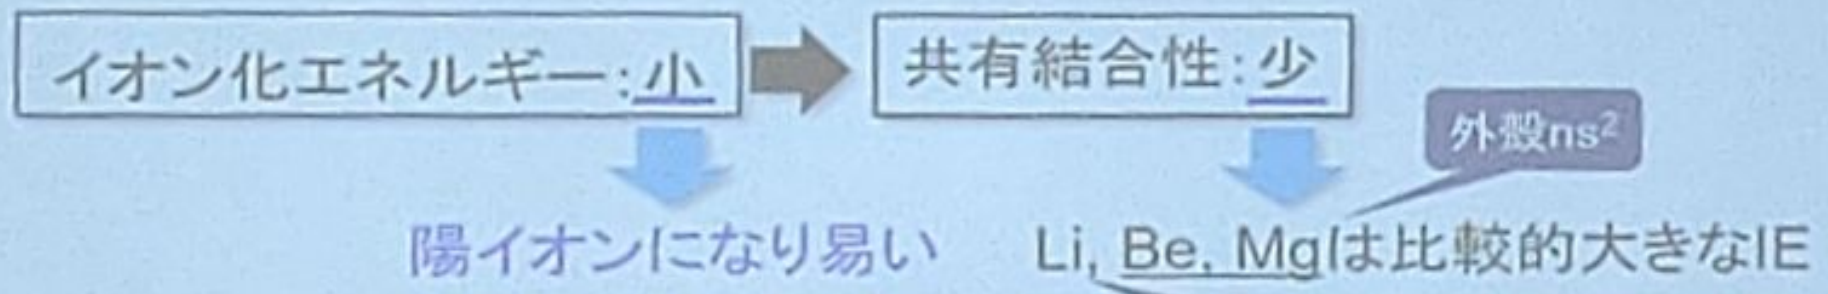 イオン化エネルギー:小
共有結合性:少
外殻ns²
陽イオンになり易い
Li, Be, Mgは比較的大きなIE